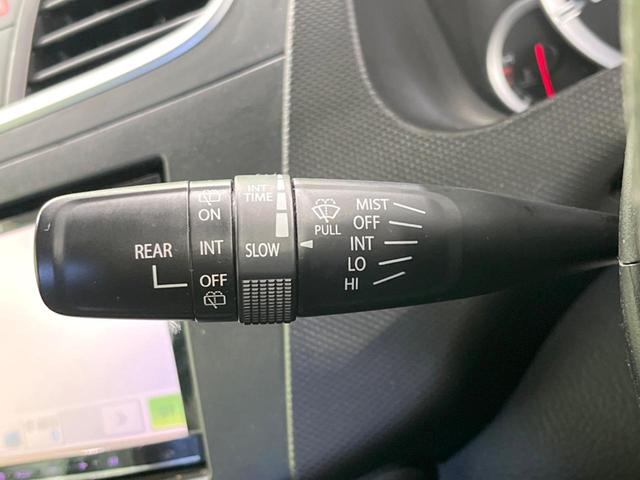 REAR
ON
INT
OFF
INT
TIME
SLOW
PULL
MIST
OFF
INT
LO
HI